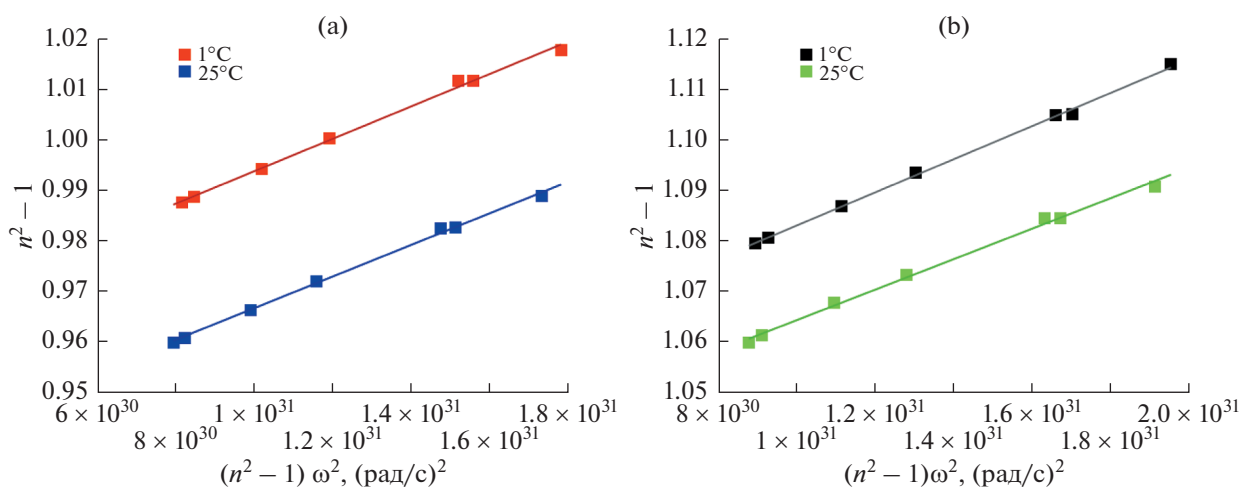 (a)
1°C
25°C
1.02
1.01
1.00
0.99
0.98
0.97
0.96
0.95
n² − 1
6 × 10³⁰
1 × 10³¹
1.4 × 10³¹
1.8 × 10³¹
8 × 10³⁰
1.2 × 10³¹
1.6 × 10³¹
(n² − 1) ω², (рад/с)²
(b)
1°C
25°C
1.12
1.11
1.10
1.09
1.08
1.07
1.06
1.05
n² − 1
8 × 10³⁰
1.2 × 10³¹
1.6 × 10³¹
2.0 × 10³¹
1 × 10³¹
1.4 × 10³¹
1.8 × 10³¹
(n² − 1)ω², (рад/с)²